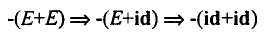 -(E+E) ⇒ -(E+id) ⇒ -(id+id)